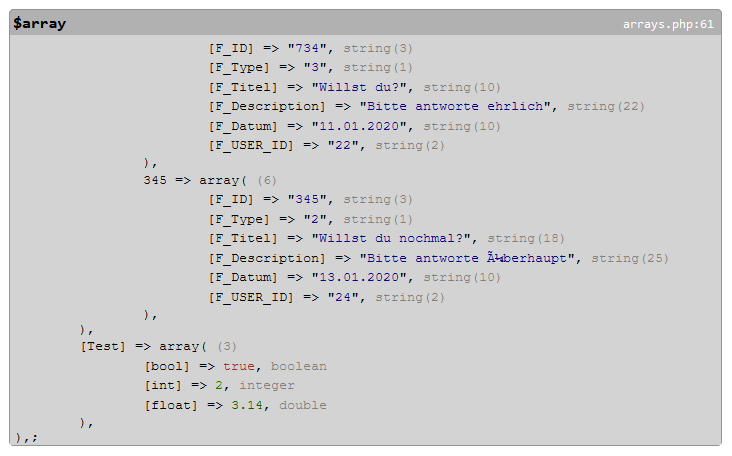 $array arrays.php:61
[F_ID] => "734", string(3)
[F_Type] => "3", string(1)
[F_Titel] => "Willst du?", string(10)
[F_Description] => "Bitte antworte ehrlich", string(22)
[F_Datum] => "11.01.2020", string(10)
[F_USER_ID] => "22", string(2)
),
345 => array( (6)
[F_ID] => "345", string(3)
[F_Type] => "2", string(1)
[F_Titel] => "Willst du nochmal?", string(18)
[F_Description] => "Bitte antworte Ã¼berhaupt", string(25)
[F_Datum] => "13.01.2020", string(10)
[F_USER_ID] => "24", string(2)
),
),
[Test] => array( (3)
[bool] => true, boolean
[int] => 2, integer
[float] => 3.14, double
),
),;